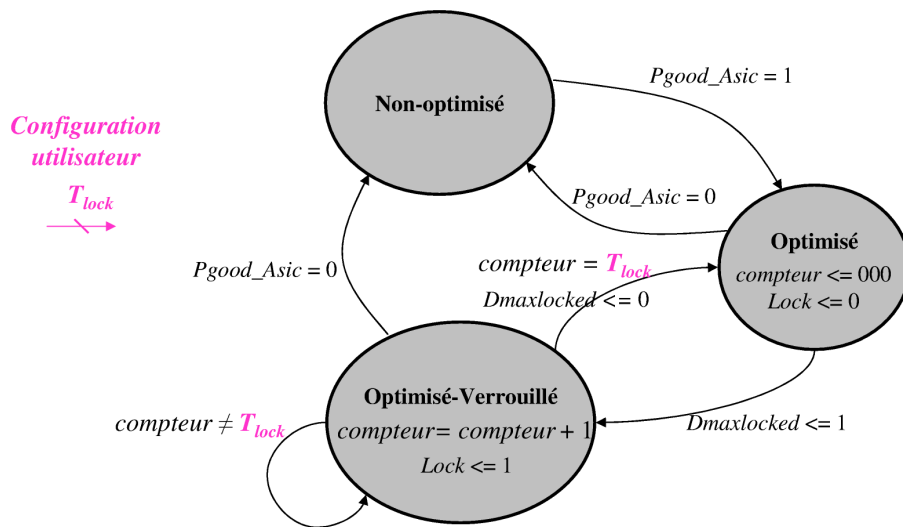 Pgood_Asic = 1
Non-optimisé
Configuration
utilisateur
T_lock
Pgood_Asic = 0
Optimisé
compteur <= 000
Lock <= 0
Pgood_Asic = 0
compteur = T_lock
Dmaxlocked <= 0
Optimisé-Verrouillé
compteur = compteur + 1
Lock <= 1
Dmaxlocked <= 1
compteur ≠ T_lock